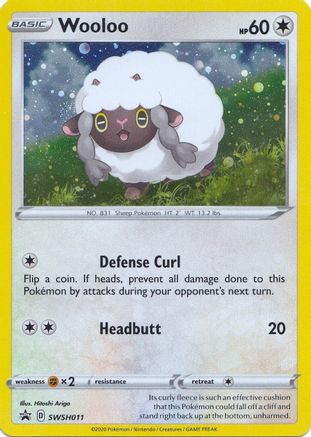 BASIC
Wooloo
HP60
NO. 831 Sheep Pokémon HT. 2' WT. 13.2 lbs.
Defense Curl
Flip a coin. If heads, prevent all damage done to this
Pokémon by attacks during your opponent's next turn.
Headbutt 20
weakness ×2 resistance retreat
Illus. Hitoshi Ariga
D SWSH011
Its curly fleece is such an effective cushion
that this Pokémon could fall off a cliff and
stand right back up at the bottom, unharmed.
©2020 Pokémon / Nintendo / Creatures / GAME FREAK